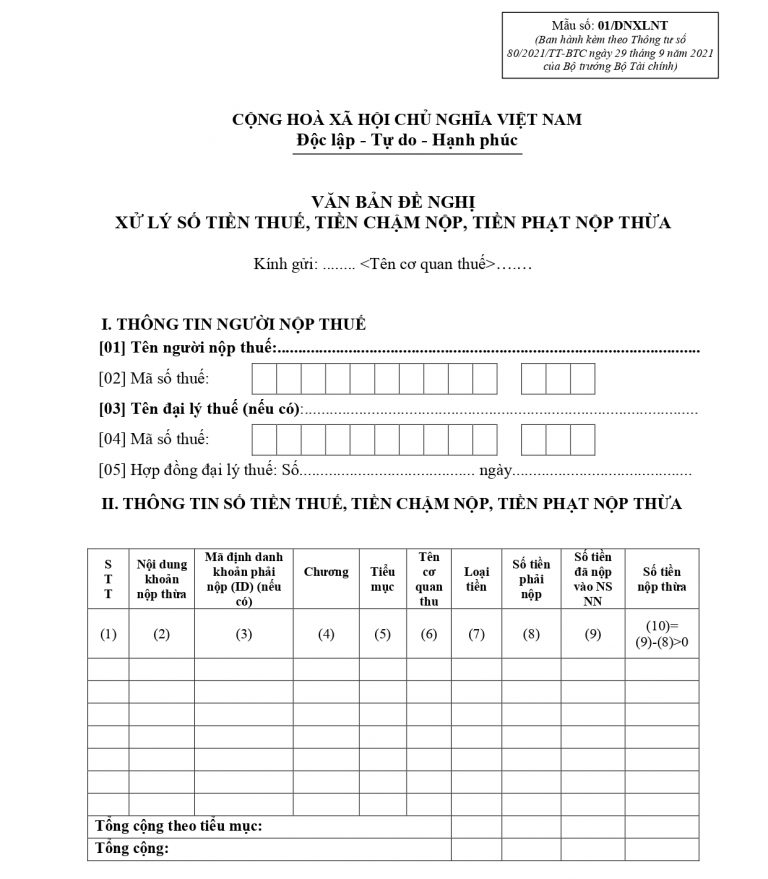 Mẫu số: 01/DNXLNT
(Ban hành kèm theo Thông tư số
80/2021/TT-BTC ngày 29 tháng 9 năm 2021
của Bộ trưởng Bộ Tài chính)
CỘNG HOÀ XÃ HỘI CHỦ NGHĨA VIỆT NAM
Độc lập - Tự do - Hạnh phúc
VĂN BẢN ĐỀ NGHỊ
XỬ LÝ SỐ TIỀN THUẾ, TIỀN CHẬM NỘP, TIỀN PHẠT NỘP THỪA
Kính gửi: ........ <Tên cơ quan thuế>…….
I. THÔNG TIN NGƯỜI NỘP THUẾ
[01] Tên người nộp thuế:.......................................................................................................
[02] Mã số thuế:
[03] Tên đại lý thuế (nếu có):................................................................................................
[04] Mã số thuế:
[05] Hợp đồng đại lý thuế: Số........................................... ngày............................................
II. THÔNG TIN SỐ TIỀN THUẾ, TIỀN CHẬM NỘP, TIỀN PHẠT NỘP THỪA
S
T
T
Nội dung
khoản
nộp thừa
Mã định danh
khoản phải
nộp (ID) (nếu
có)
Chương
Tiểu
mục
Tên
cơ
quan
thu
Loại
tiền
Số tiền
phải
nộp
Số tiền
đã nộp
vào NS
NN
Số tiền
nộp thừa
(1) (2) (3) (4) (5) (6) (7) (8) (9) (10)=
(9)-(8)>0
Tổng cộng theo tiểu mục:
Tổng cộng: